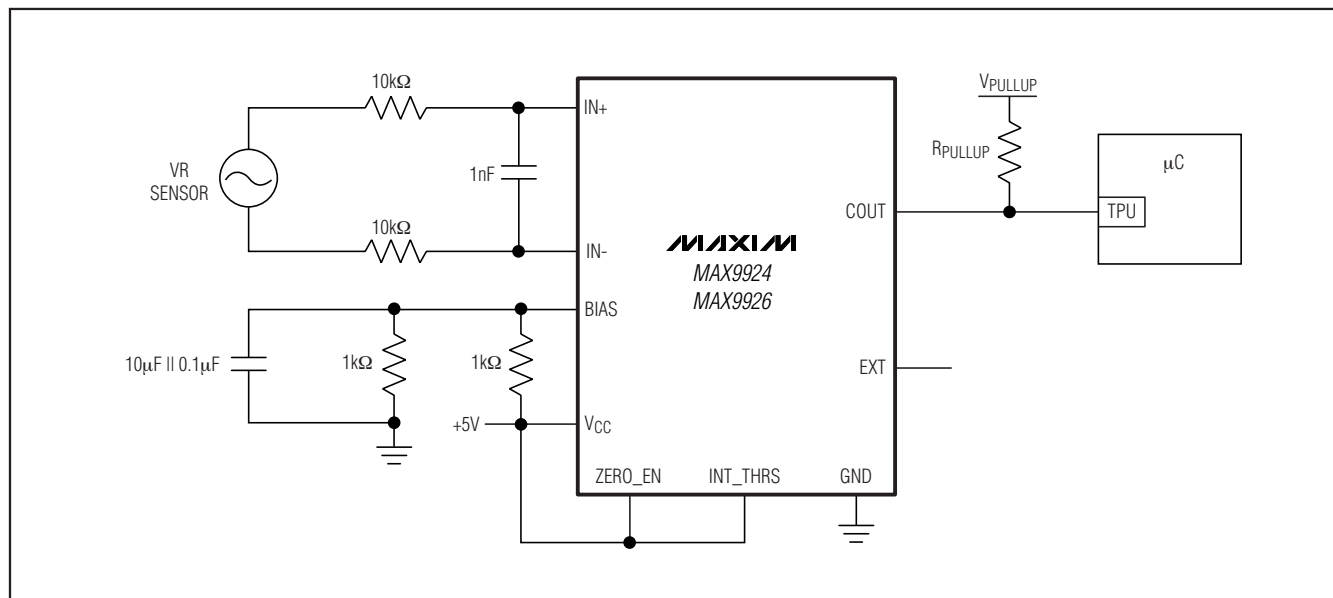 10kΩ
VR
SENSOR
1nF
10kΩ
IN+
IN-
BIAS
10μF II 0.1μF
1kΩ
1kΩ
+5V
VCC
ZERO_EN
INT_THRS
GND
MAXIM
MAX9924
MAX9926
COUT
EXT
VPULLUP
RPULLUP
μC
TPU